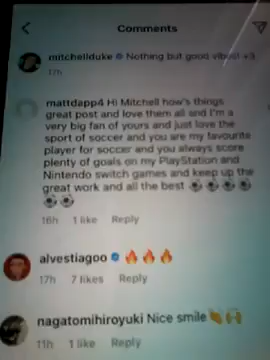 Comments
mitchellduke Nothing but good vibes! +3
17h
mattdapp4 Hi Mitchell how's things
great post and love them all and I'm a
very big fan of yours and just love the
sport of soccer and you are my favourite
player for soccer and you always score
plenty of goals on my PlayStation and
Nintendo switch games and keep up the
great work and all the best ⚽ ⚽ ⚽ ⚽
⚽ ⚽
16h 1 like Reply
alvestiagoo 🔥 🔥 🔥
17h 7 likes Reply
nagatomihiroyuki Nice smile 👏 🙌
11h 1 like Reply